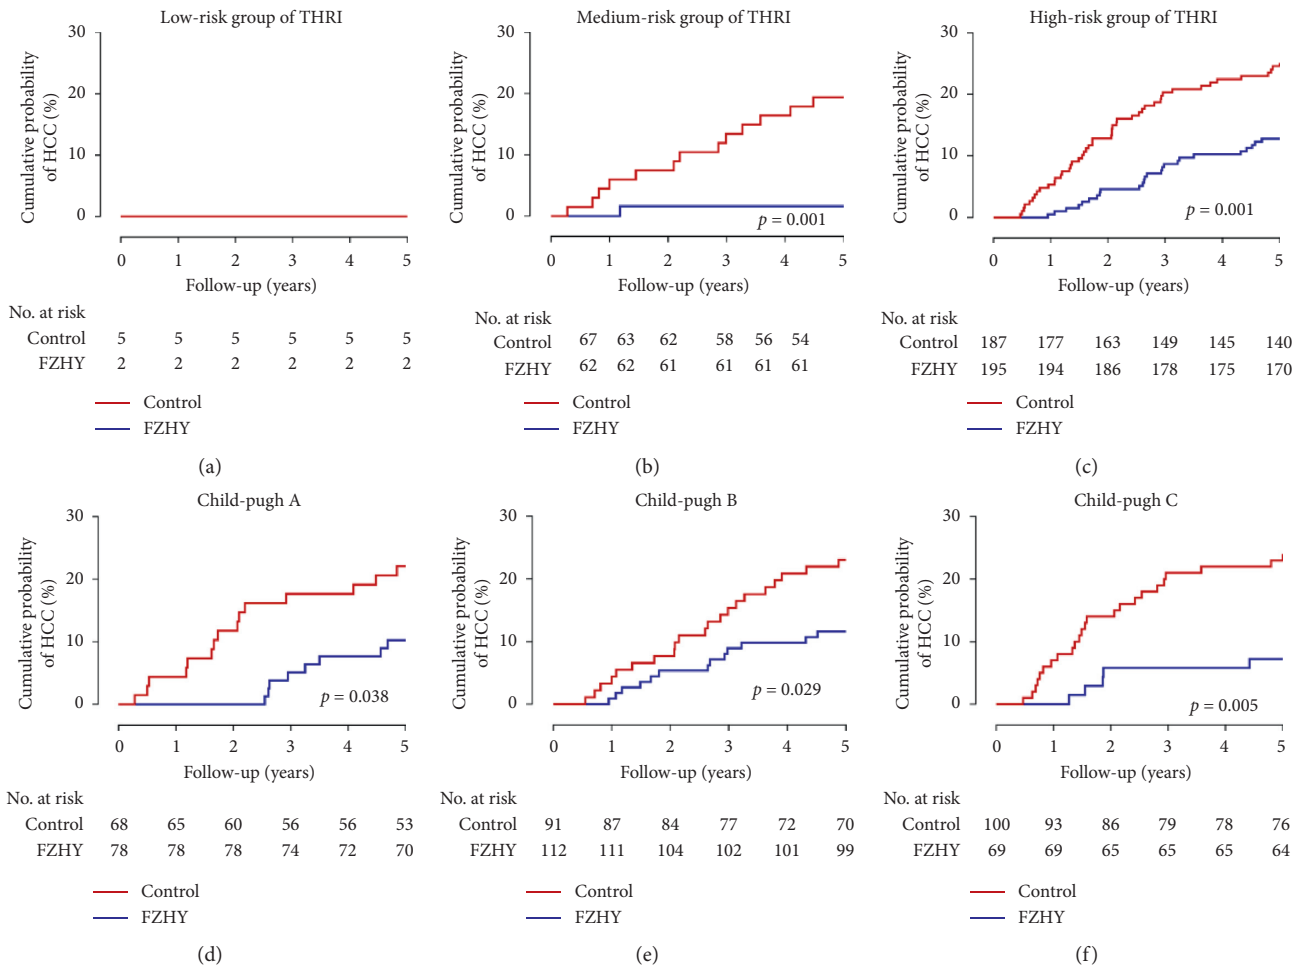 Low-risk group of THRI
Cumulative probability
of HCC (%)
30
20
10
0
0 1 2 3 4 5
Follow-up (years)
No. at risk
Control 5 5 5 5 5 5
FZHY 2 2 2 2 2 2
Control
FZHY
(a)
Medium-risk group of THRI
Cumulative probability
of HCC (%)
30
20
10
0
p = 0.001
0 1 2 3 4 5
Follow-up (years)
No. at risk
Control 67 63 62 58 56 54
FZHY 62 62 61 61 61 61
Control
FZHY
(b)
High-risk group of THRI
Cumulative probability
of HCC (%)
30
20
10
0
p = 0.001
0 1 2 3 4 5
Follow-up (years)
No. at risk
Control 187 177 163 149 145 140
FZHY 195 194 186 178 175 170
Control
FZHY
(c)
Child-pugh A
Cumulative probability
of HCC (%)
30
20
10
0
p = 0.038
0 1 2 3 4 5
Follow-up (years)
No. at risk
Control 68 65 60 56 56 53
FZHY 78 78 78 74 72 70
Control
FZHY
(d)
Child-pugh B
Cumulative probability
of HCC (%)
30
20
10
0
p = 0.029
0 1 2 3 4 5
Follow-up (years)
No. at risk
Control 91 87 84 77 72 70
FZHY 112 111 104 102 101 99
Control
FZHY
(e)
Child-pugh C
Cumulative probability
of HCC (%)
30
20
10
0
p = 0.005
0 1 2 3 4 5
Follow-up (years)
No. at risk
Control 100 93 86 79 78 76
FZHY 69 69 65 65 65 64
Control
FZHY
(f)